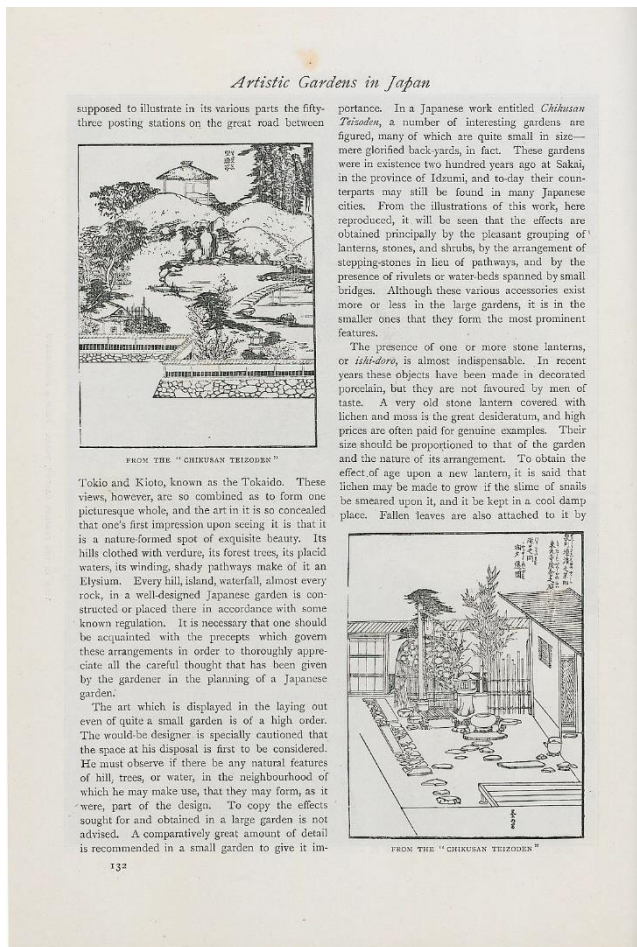 Artistic Gardens in Japan
supposed to illustrate in its various parts the fifty-
three posting stations on the great road between
FROM THE "CHIKUSAN TEIZODEN"
Tokio and Kioto, known as the Tokaido. These
views, however, are so combined as to form one
picturesque whole, and the art in it is so concealed
that one's first impression upon seeing it is that it
is a nature-formed spot of exquisite beauty. Its
hills clothed with verdure, its forest trees, its placid
waters, its winding, shady pathways make of it an
Elysium. Every hill, island, waterfall, almost every
rock, in a well-designed Japanese garden is con-
structed or placed there in accordance with some
known regulation. It is necessary that one should
be acquainted with the precepts which govern
these arrangements in order to thoroughly appre-
ciate all the careful thought that has been given
by the gardener in the planning of a Japanese
garden.
The art which is displayed in the laying out
even of quite a small garden is of a high order.
The would-be designer is specially cautioned that
the space at his disposal is first to be considered.
He must observe if there be any natural features
of hill, trees, or water, in the neighbourhood of
which he may make use, that they may form, as it
were, part of the design. To copy the effects
sought for and obtained in a large garden is not
advised. A comparatively great amount of detail
is recommended in a small garden to give it im-
portance. In a Japanese work entitled Chikusan
Teizoden, a number of interesting gardens are
figured, many of which are quite small in size—
mere glorified back-yards, in fact. These gardens
were in existence two hundred years ago at Sakai,
in the province of Idzumi, and to-day their coun-
terparts may still be found in many Japanese
cities. From the illustrations of this work, here
reproduced, it will be seen that the effects are
obtained principally by the pleasant grouping of
lanterns, stones, and shrubs, by the arrangement of
stepping-stones in lieu of pathways, and by the
presence of rivulets or water-beds spanned by small
bridges. Although these various accessories exist
more or less in the large gardens, it is in the
smaller ones that they form the most prominent
features.
The presence of one or more stone lanterns,
or ishi-doro, is almost indispensable. In recent
years these objects have been made in decorated
porcelain, but they are not favoured by men of
taste. A very old stone lantern covered with
lichen and moss is the great desideratum, and high
prices are often paid for genuine examples. Their
size should be proportioned to that of the garden
and the nature of its arrangement. To obtain the
effect of age upon a new lantern, it is said that
lichen may be made to grow if the slime of snails
be smeared upon it, and it be kept in a cool damp
place. Fallen leaves are also attached to it by
FROM THE "CHIKUSAN TEIZODEN"
132